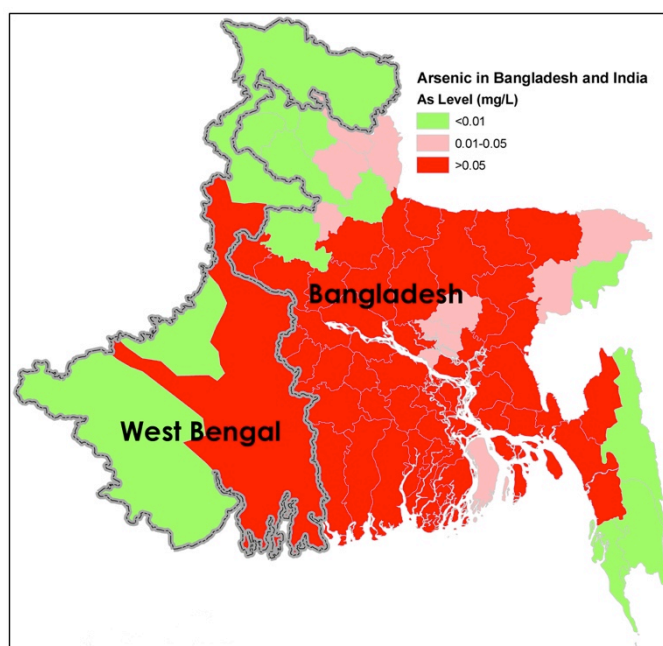 Arsenic in Bangladesh and India
As Level (mg/L)
<0.01
0.01-0.05
>0.05
Bangladesh
West Bengal